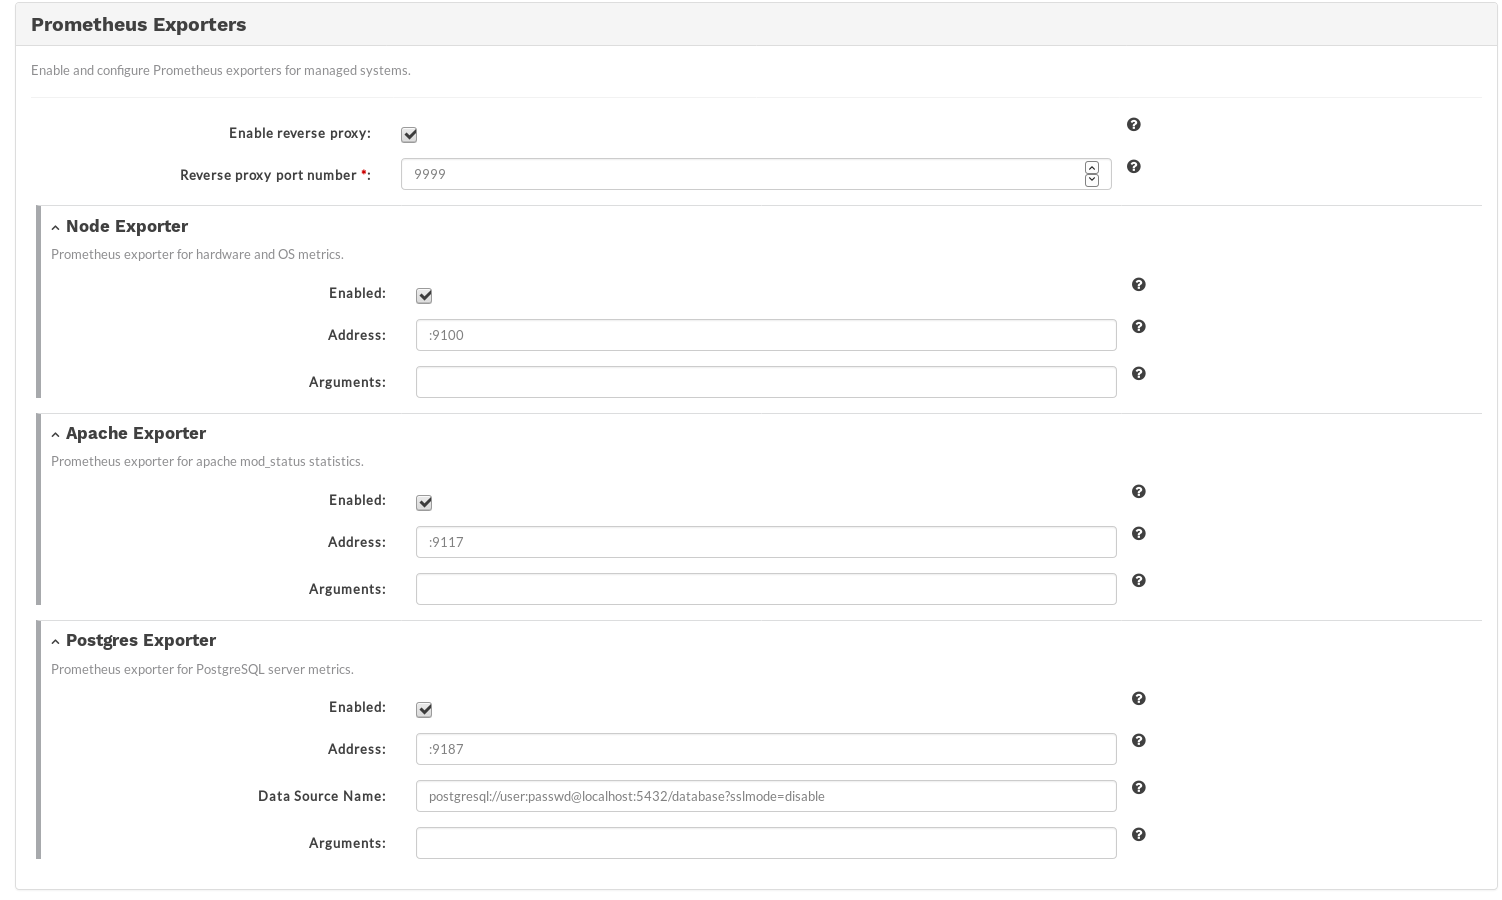 Prometheus Exporters
Enable and configure Prometheus exporters for managed systems.
Enable reverse proxy:
Reverse proxy port number *: 9999
Node Exporter
Prometheus exporter for hardware and OS metrics.
Enabled:
Address: :9100
Arguments:
Apache Exporter
Prometheus exporter for apache mod_status statistics.
Enabled:
Address: :9117
Arguments:
Postgres Exporter
Prometheus exporter for PostgreSQL server metrics.
Enabled:
Address: :9187
Data Source Name: postgresql://user:passwd@localhost:5432/database?sslmode=disable
Arguments: